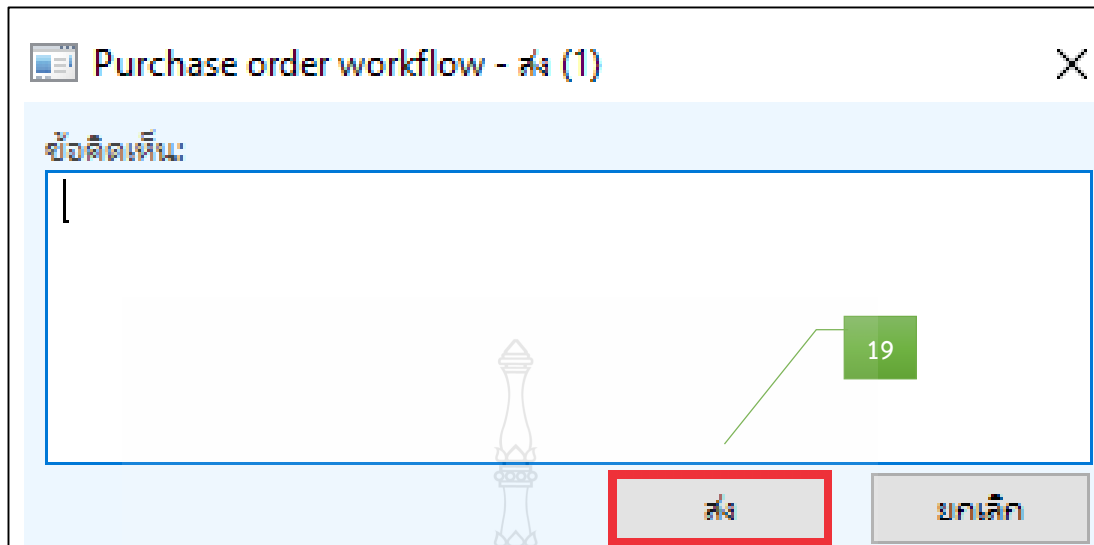 Purchase order workflow - ส่ง (1)
ข้อคิดเห็น:
19
ส่ง
ยกเลิก